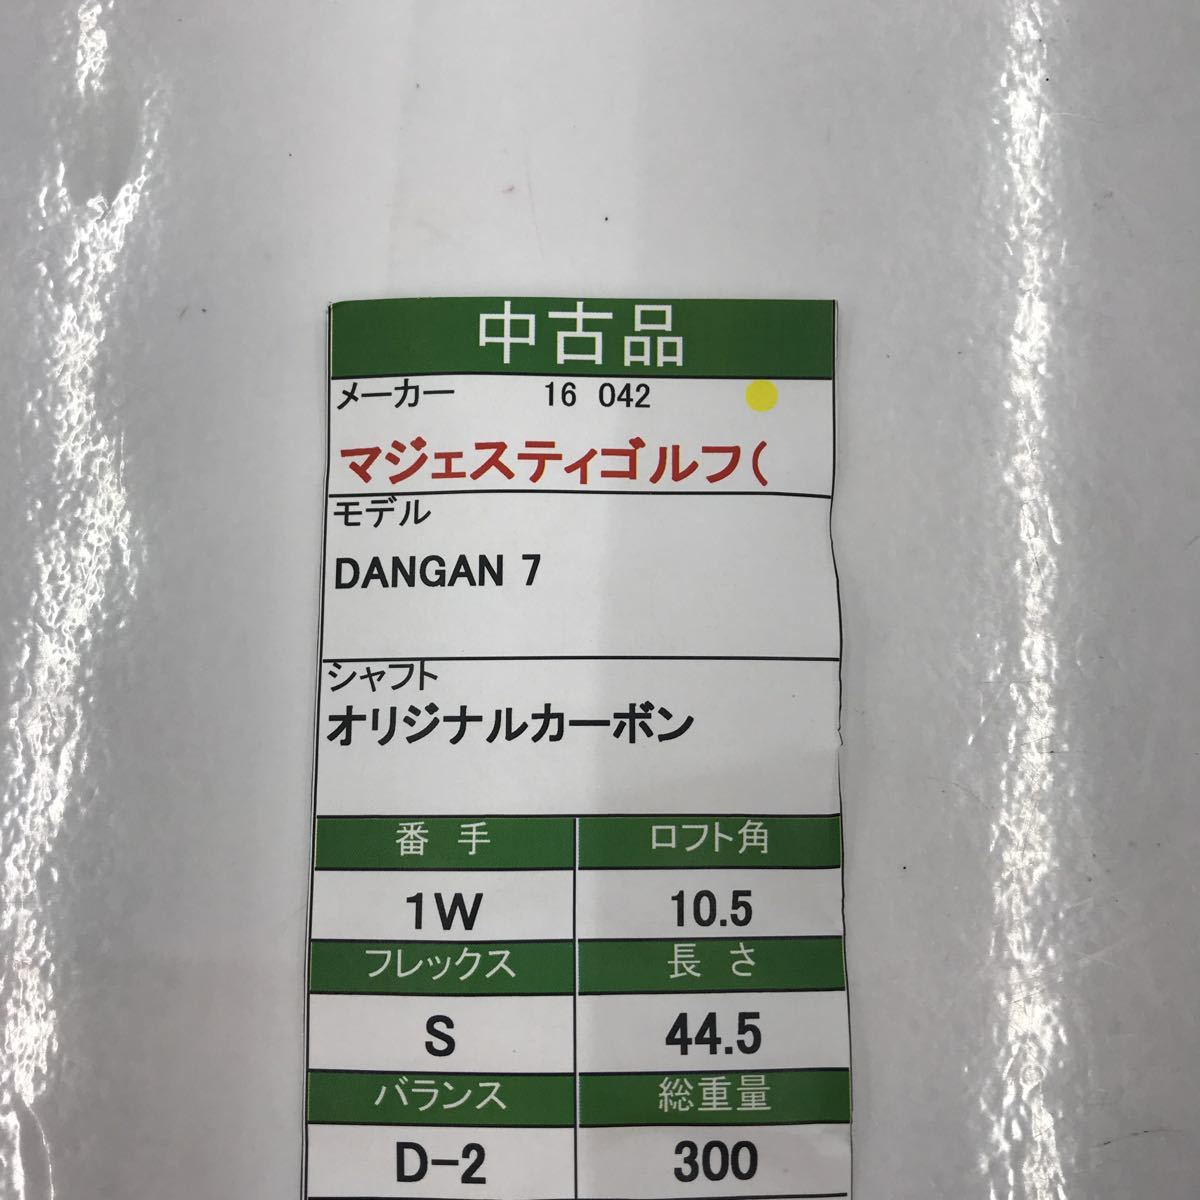 中古品
メーカー 16 042
マジェスティゴルフ(
モデル
DANGAN 7
シャフト
オリジナルカーボン
番 手 ロフト角
1W 10.5
フレックス 長 さ
S 44.5
バランス 総重量
D-2 300